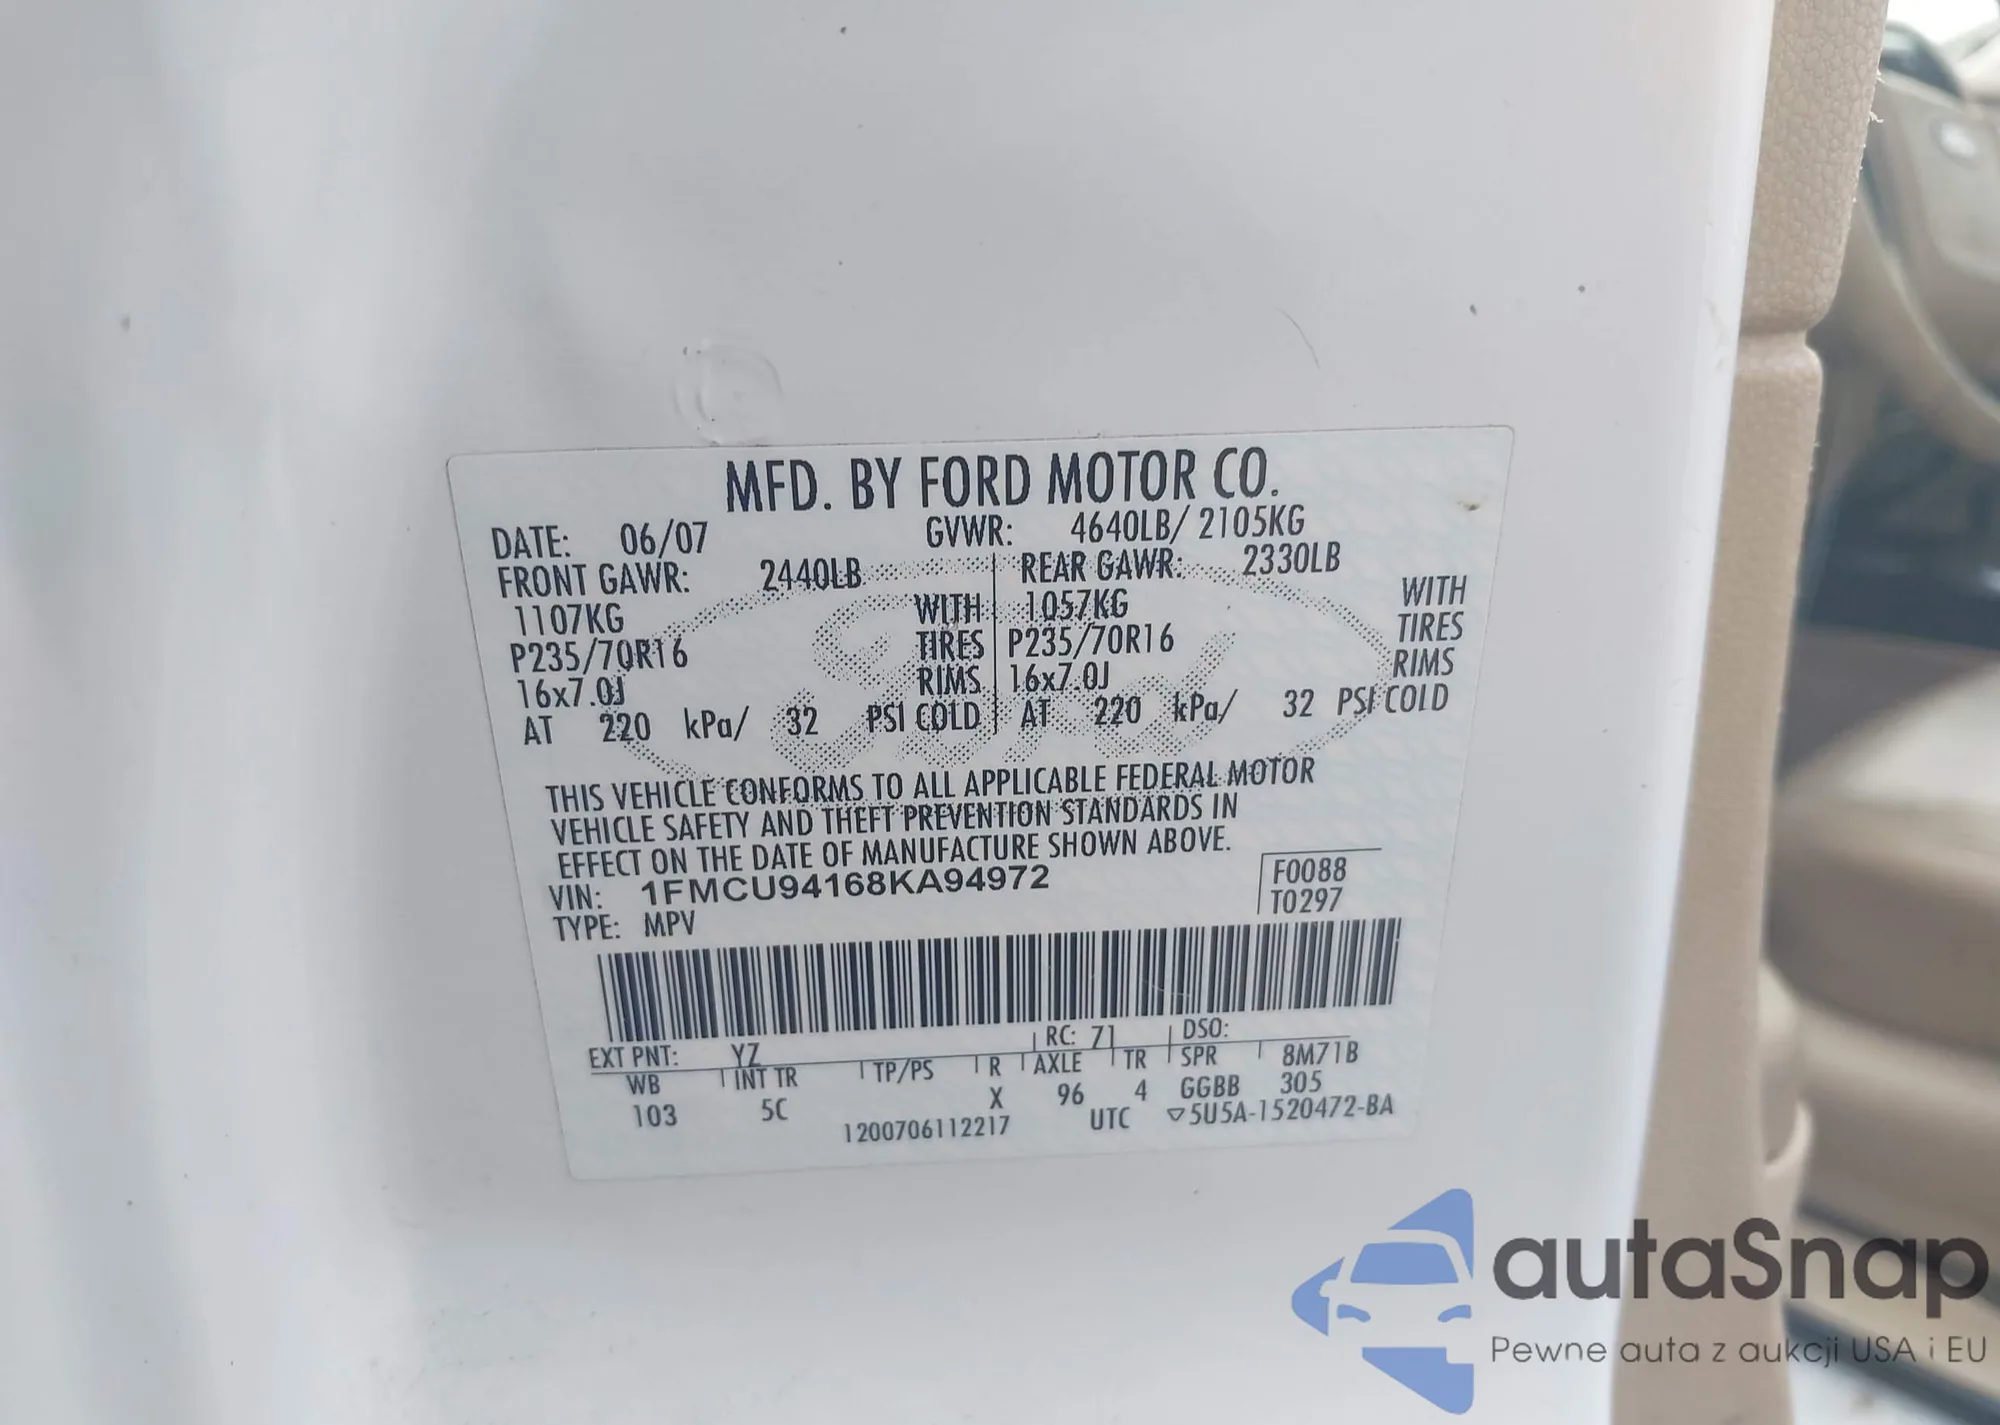 MFD. BY FORD MOTOR CO.
DATE: 06/07 GVWR: 4640LB/ 2105KG
FRONT GAWR: 2440LB REAR GAWR: 2330LB
1107KG WITH 1057KG WITH
P235/70R16 TIRES P235/70R16 TIRES
16x7.0J RIMS 16x7.0J RIMS
AT 220 kPa/ 32 PSI COLD AT 220 kPa/ 32 PSI COLD
THIS VEHICLE CONFORMS TO ALL APPLICABLE FEDERAL MOTOR
VEHICLE SAFETY AND THEFT PREVENTION STANDARDS IN
EFFECT ON THE DATE OF MANUFACTURE SHOWN ABOVE.
VIN: 1FMCU94168KA94972 F0088
TYPE: MPV T0297
EXT PNT: YZ RC: 71 DSO:
WB INT TR TP/PS R AXLE TR SPR 8M71B
103 5C X 96 4 GGBB 305
1200706112217 UTC ▽5U5A-1520472-BA
autaSnap
Pewne auta z aukcji USA i EU